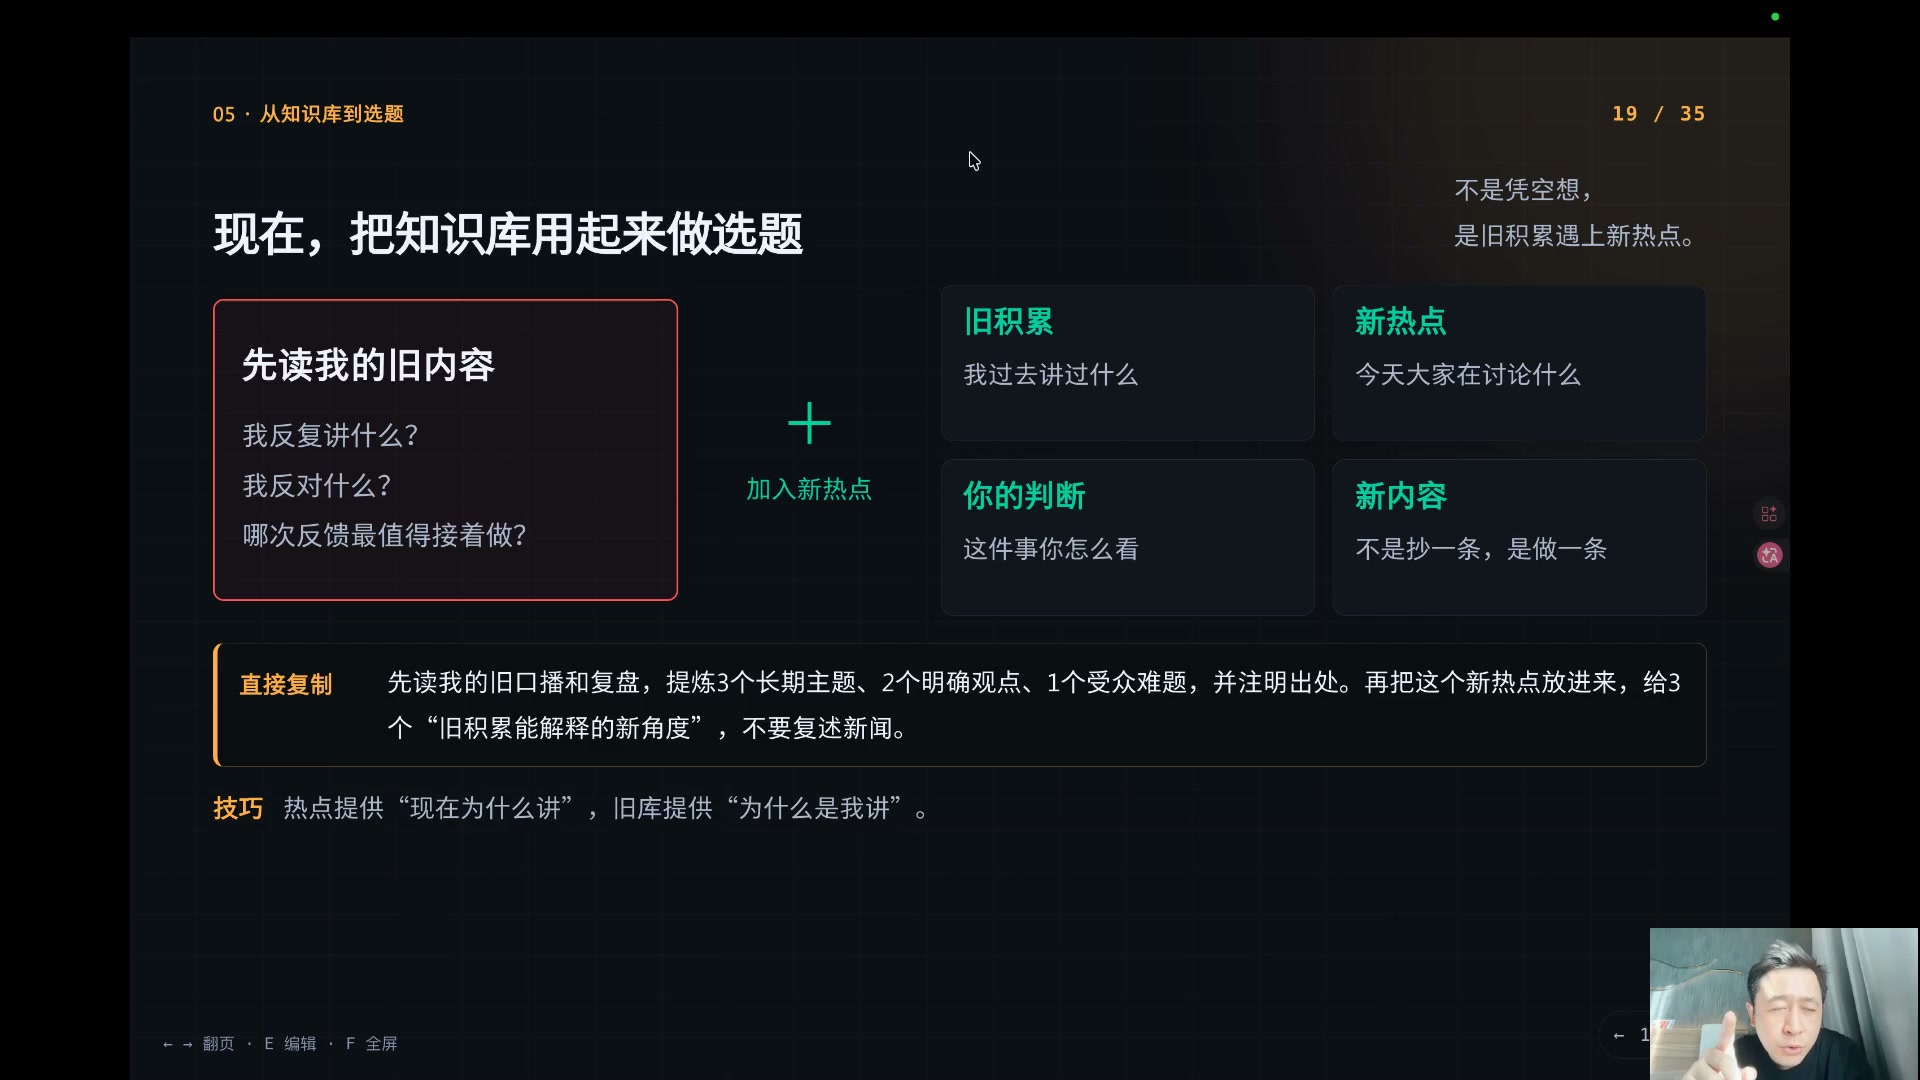 05 · 从知识库到选题
19 / 35
现在，把知识库用起来做选题
不是凭空想，
是旧积累遇上新热点。
先读我的旧内容
我反复讲什么？
我反对什么？
哪次反馈最值得接着做？
+
加入新热点
旧积累
我过去讲过什么
新热点
今天大家在讨论什么
你的判断
这件事你怎么看
新内容
不是抄一条，是做一条
直接复制
先读我的旧口播和复盘，提炼3个长期主题、2个明确观点、1个受众难题，并注明出处。再把这个新热点放进来，给3
个“旧积累能解释的新角度”，不要复述新闻。
技巧 热点提供“现在为什么讲”，旧库提供“为什么是我讲”。
← → 翻页 · E 编辑 · F 全屏
← 1